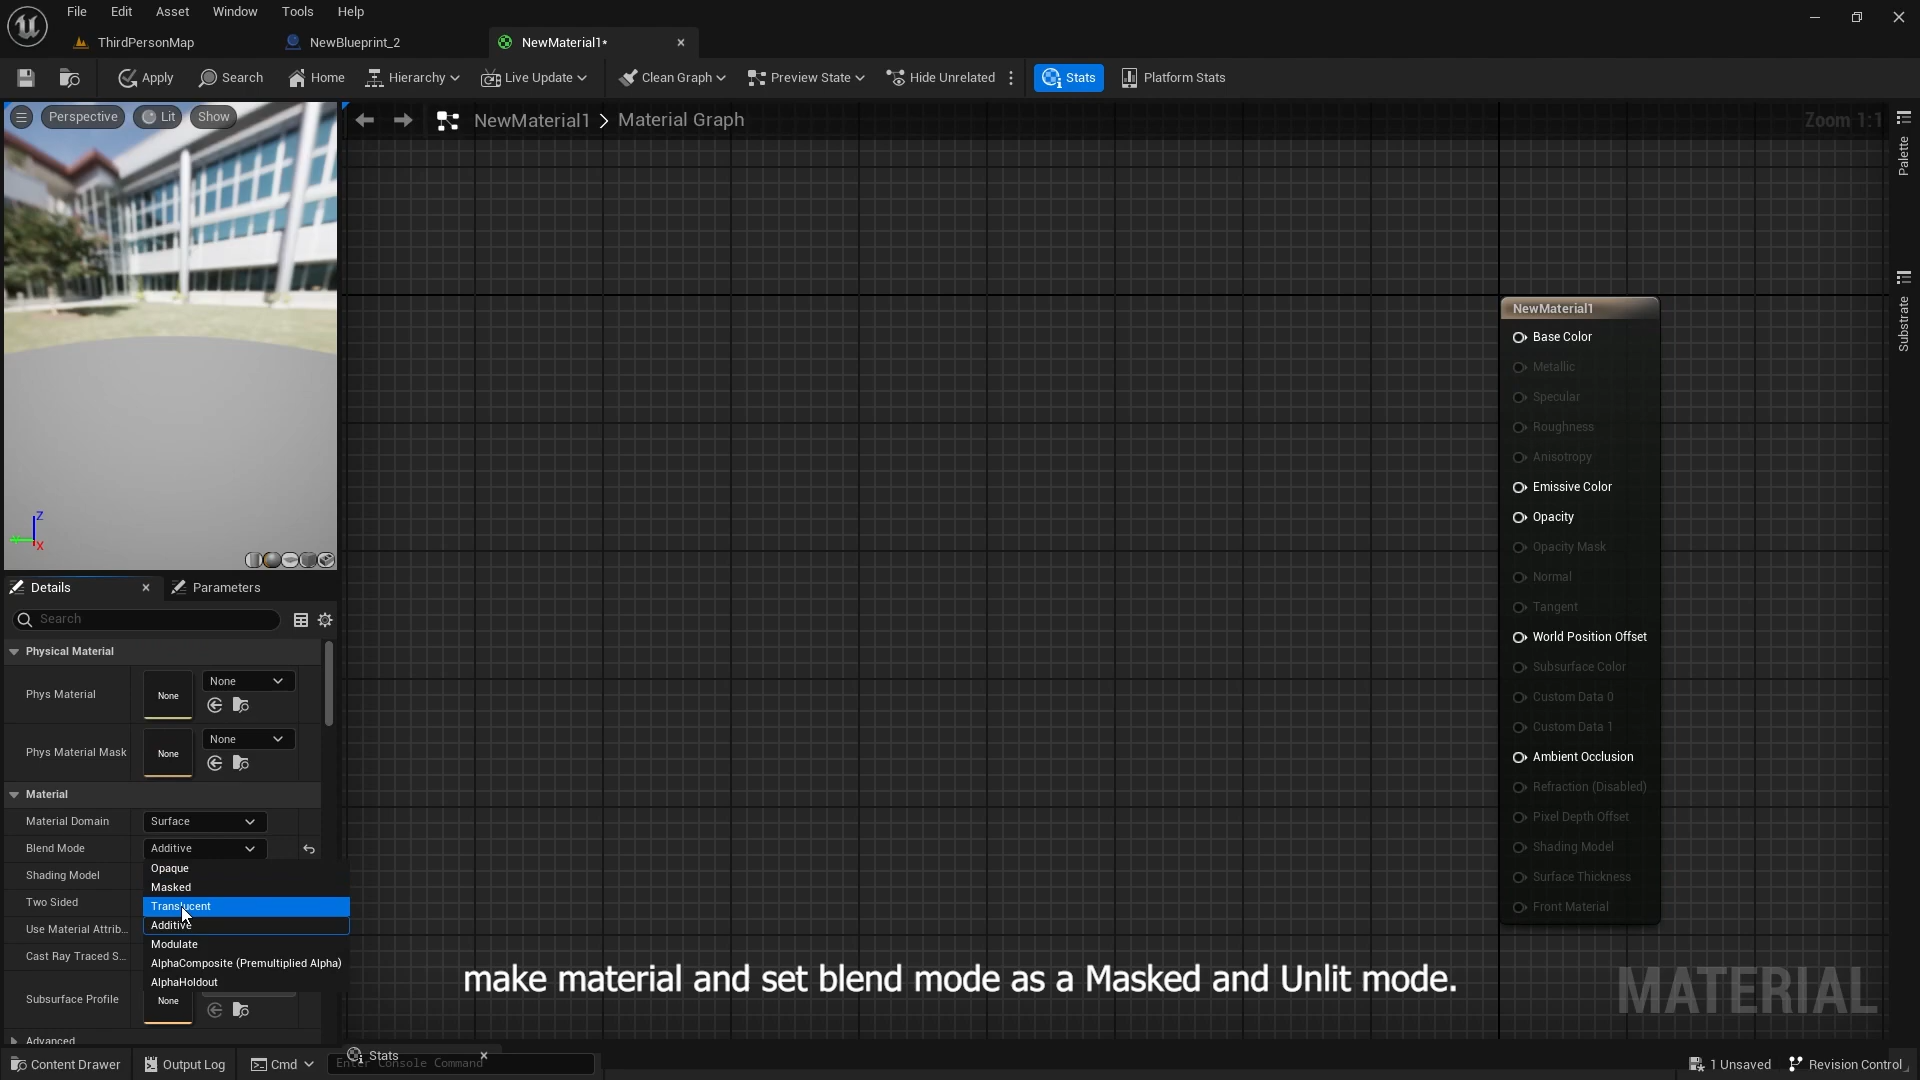 File Edit Asset Window Tools Help
ThirdPersonMap NewBlueprint_2 NewMaterial1*
Apply Search Home Hierarchy Live Update Clean Graph Preview State Hide Unrelated Stats Platform Stats
Perspective Lit Show
NewMaterial1 > Material Graph
Zoom 1:1
Palette
Substrate
Z
X
NewMaterial1
Base Color
Metallic
Specular
Roughness
Anisotropy
Emissive Color
Opacity
Opacity Mask
Normal
Tangent
World Position Offset
Subsurface Color
Custom Data 0
Custom Data 1
Ambient Occlusion
Refraction (Disabled)
Pixel Depth Offset
Shading Model
Surface Thickness
Front Material
Details Parameters
Search
Physical Material
Phys Material None None
Phys Material Mask None None
Material
Material Domain Surface
Blend Mode Additive
Shading Model
Two Sided
Use Material Attrib...
Cast Ray Traced S...
Subsurface Profile None
Advanced
Opaque
Masked
Translucent
Additive
Modulate
AlphaComposite (Premultiplied Alpha)
AlphaHoldout
make material and set blend mode as a Masked and Unlit mode.
MATERIAL
Stats
Content Drawer Output Log Cmd Enter Console Command 1 Unsaved Revision Control